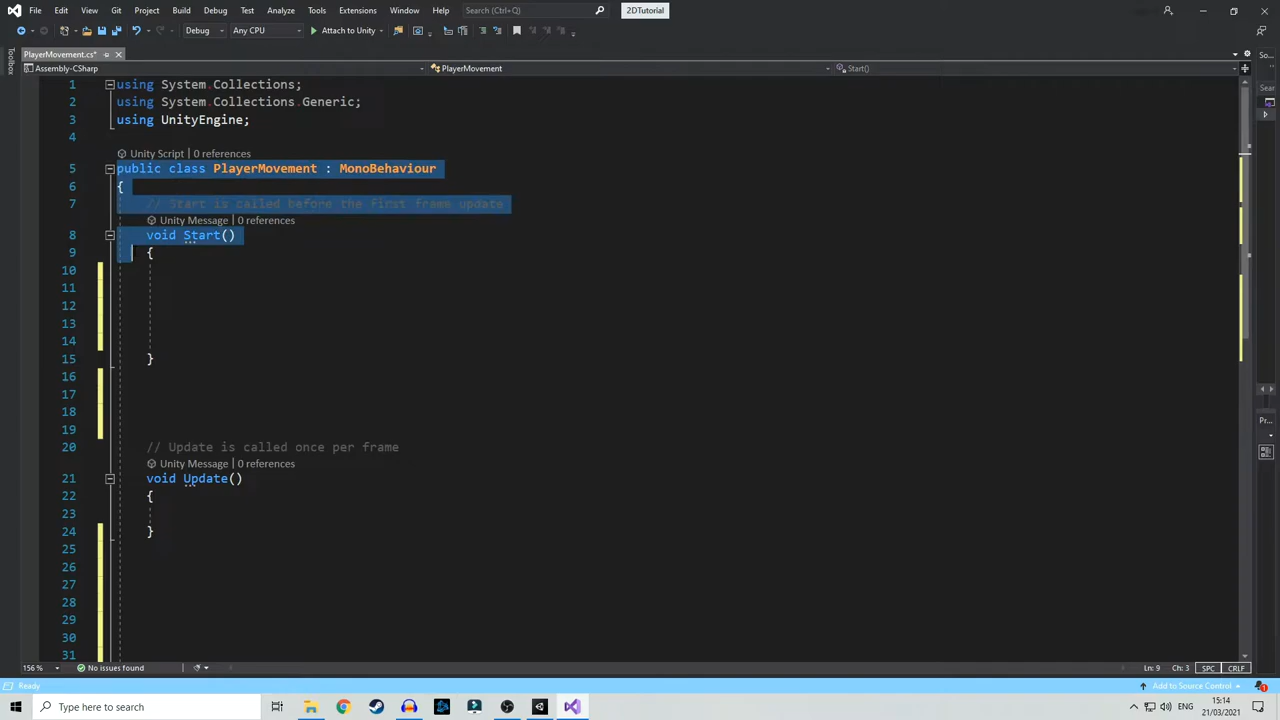 File Edit View Git Project Build Debug Test Analyze Tools Extensions Window Help Search (Ctrl+Q) 2DTutorial
Debug Any CPU Attach to Unity
PlayerMovement.cs*
Assembly-CSharp PlayerMovement Start()
Toolbox
So...
Sear
Pr...
1 using System.Collections;
2 using System.Collections.Generic;
3 using UnityEngine;
4
Unity Script | 0 references
5 public class PlayerMovement : MonoBehaviour
6 {
7 // Start is called before the first frame update
Unity Message | 0 references
8 void Start()
9 {
10
11
12
13
14
15 }
16
17
18
19
20 // Update is called once per frame
Unity Message | 0 references
21 void Update()
22 {
23
24 }
25
26
27
28
29
30
31
156 % No issues found Ln: 9 Ch: 3 SPC CRLF
Ready Add to Source Control 1
Type here to search ENG 15:14
21/03/2021